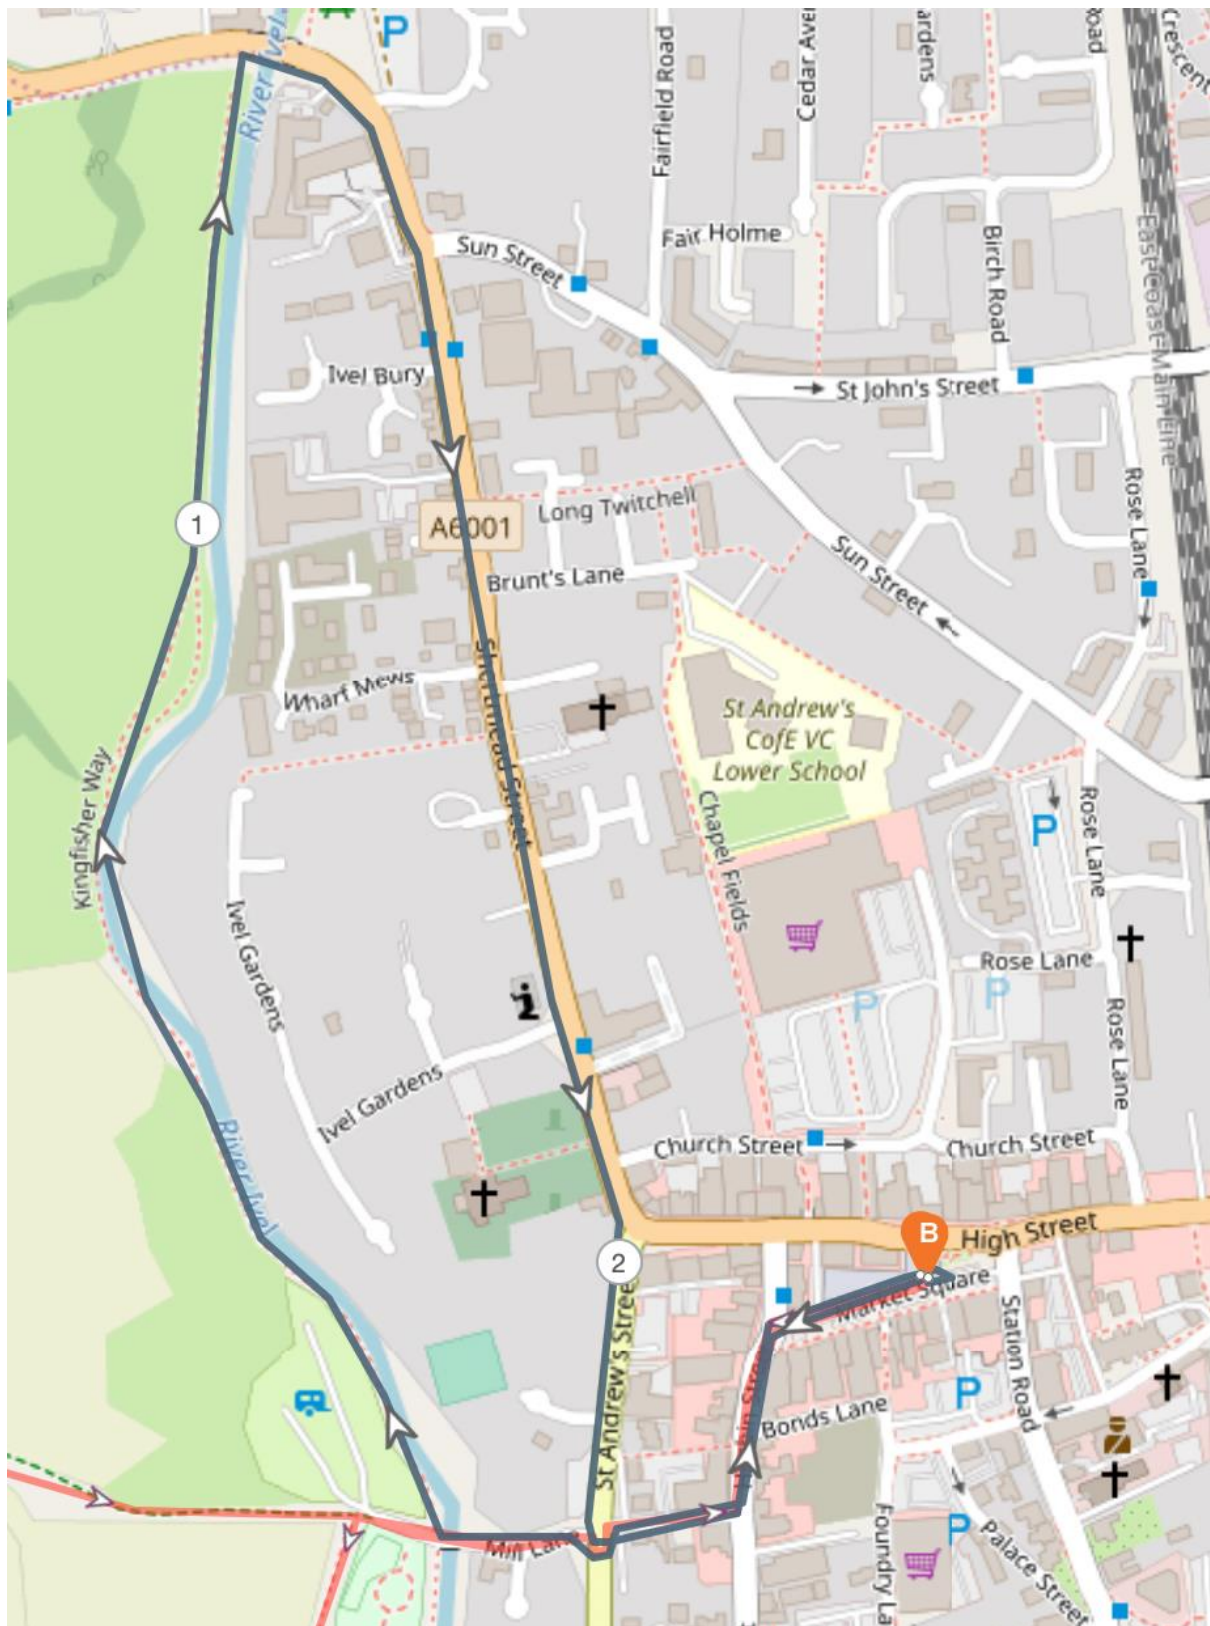 P
River Ivel
Fairfield Road
Cedar Aven
ardens
Road
Crescent
Sun Street
Fair Holme
Birch Road
East Coast Main Line
Ivel Bury
St John's Street
1
A6001
Long Twitchell
Rose Lane
Brunt's Lane
Sun Street
Wharf Mews
Shortmead Street
St Andrew's
CofE VC
Lower School
Kingfisher Way
Chapel Fields
P
Rose Lane
Ivel Gardens
Rose Lane
P
P
Rose Lane
Ivel Gardens
River Ivel
Church Street
Church Street
B
High Street
2
Market Square
St Andrew's Stree
Station Road
P
Bonds Lane
Mill Lane
P
Foundry La
Palace Street